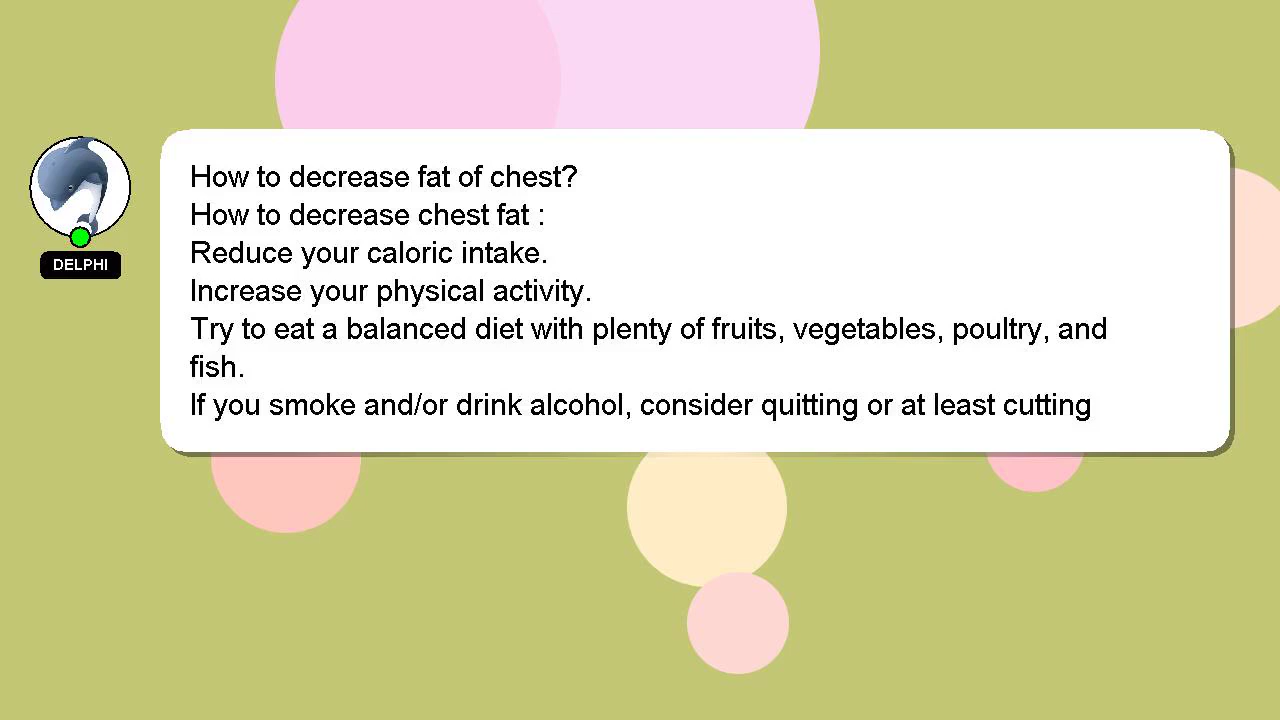 DELPHI
How to decrease fat of chest?
How to decrease chest fat :
Reduce your caloric intake.
Increase your physical activity.
Try to eat a balanced diet with plenty of fruits, vegetables, poultry, and
fish.
If you smoke and/or drink alcohol, consider quitting or at least cutting